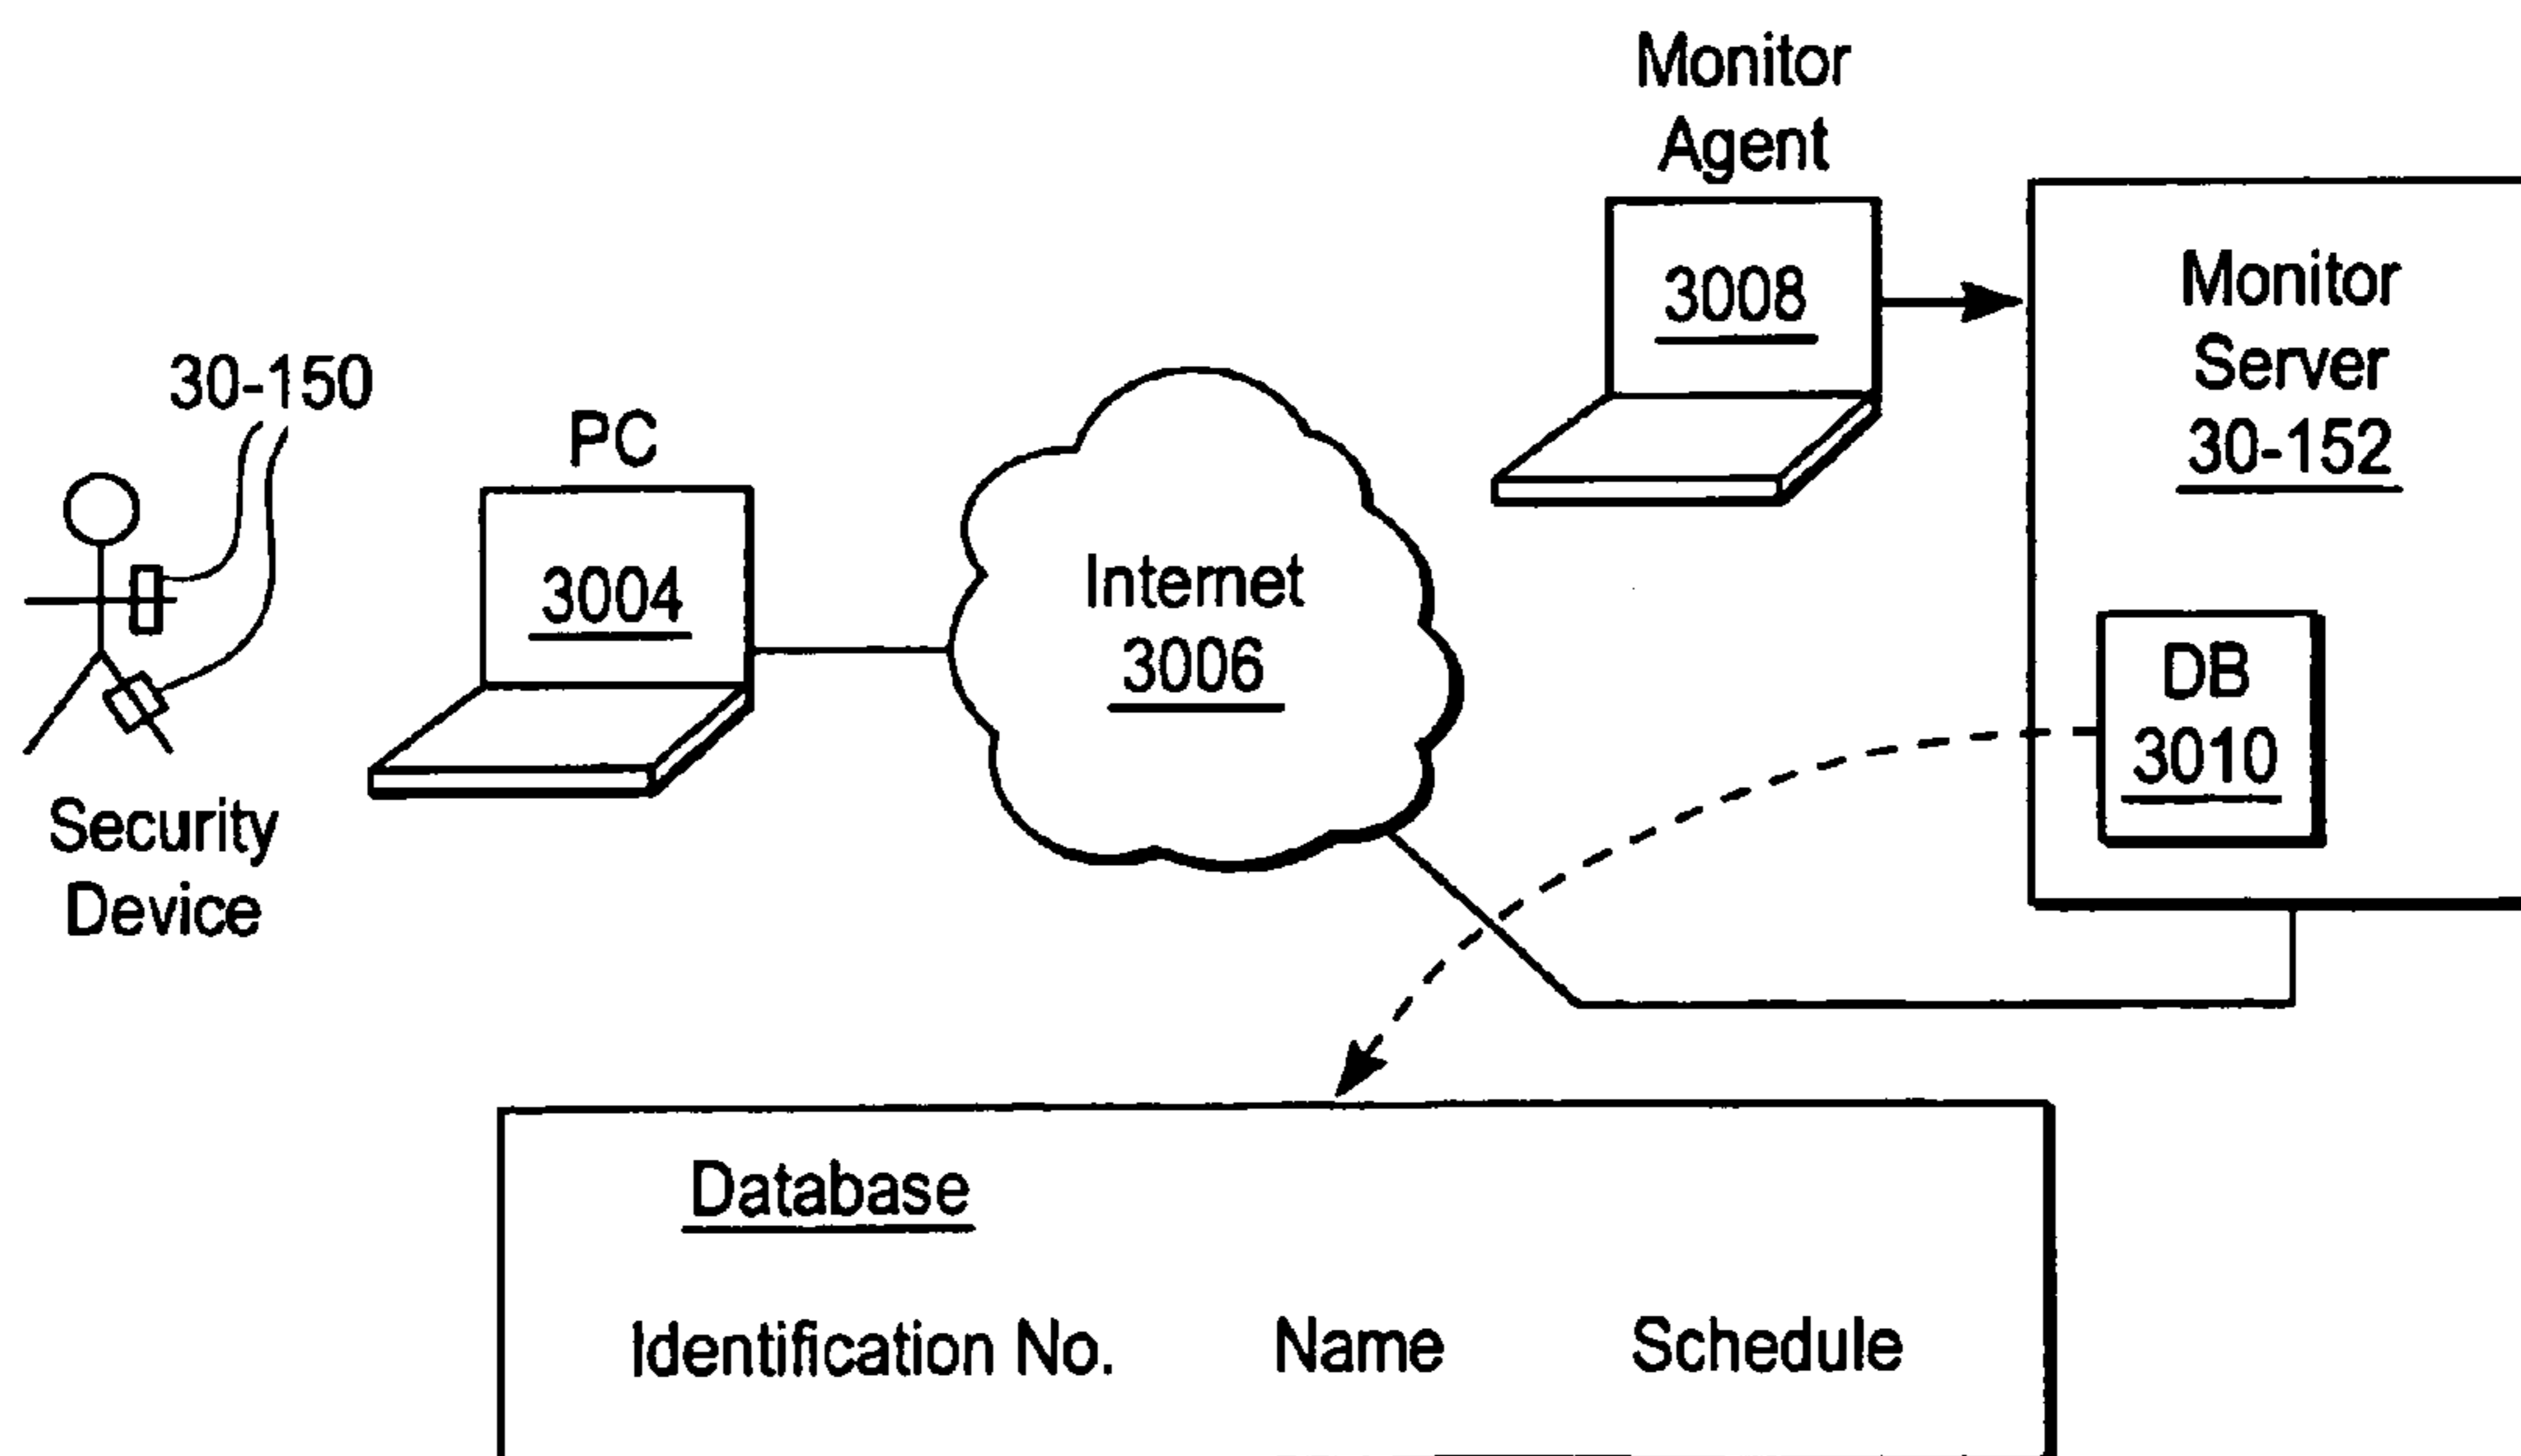 Monitor
Agent
3008
Monitor
Server
30-152
30-150
PC
3004
Internet
3006
DB
3010
Security
Device
Database
Identification No. Name Schedule